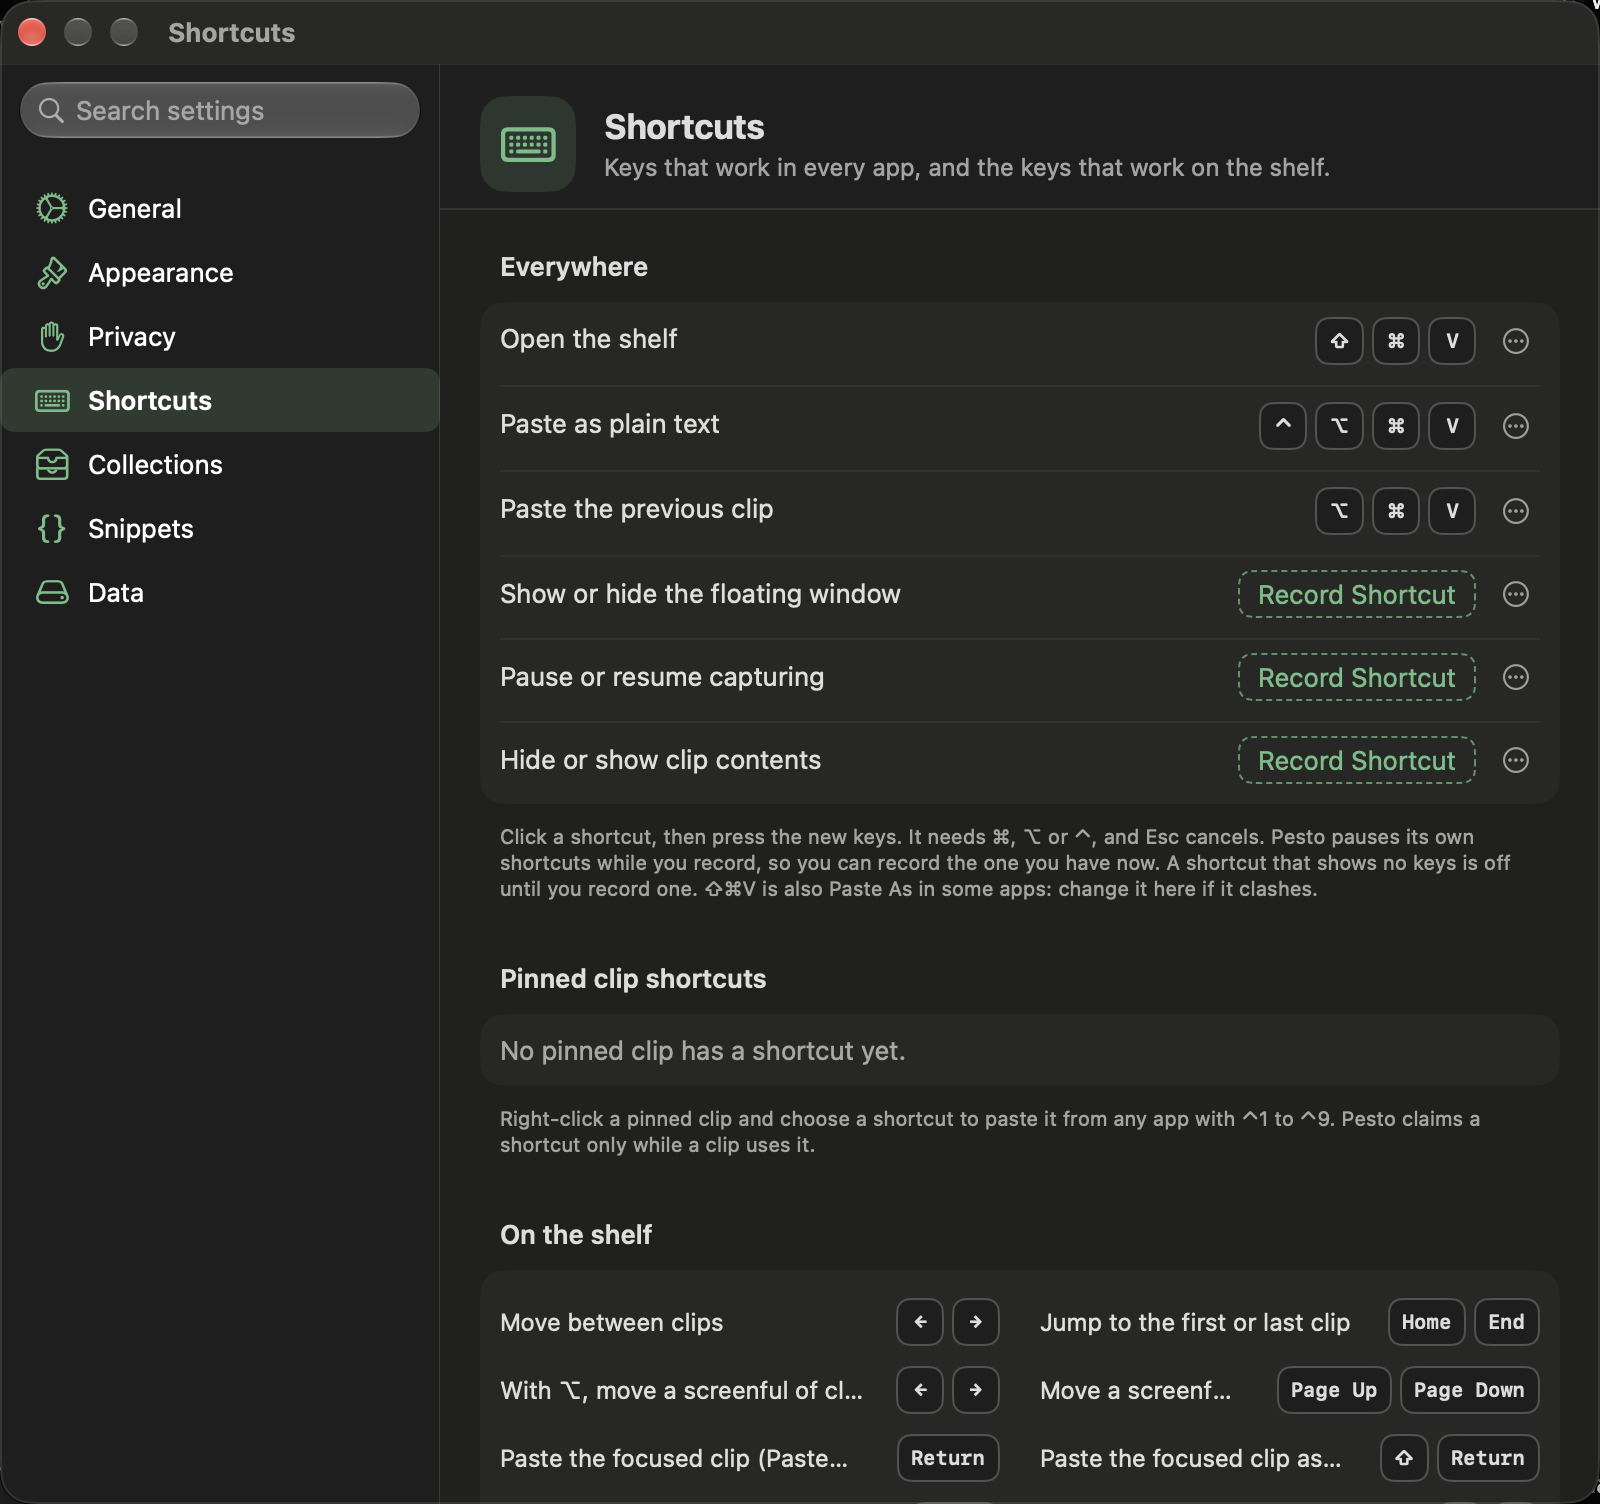 Shortcuts
Search settings
General
Appearance
Privacy
Shortcuts
Collections
Snippets
Data
Shortcuts
Keys that work in every app, and the keys that work on the shelf.
Everywhere
Open the shelf ⇧ ⌘ V
Paste as plain text ^ ⌥ ⌘ V
Paste the previous clip ⌥ ⌘ V
Show or hide the floating window Record Shortcut
Pause or resume capturing Record Shortcut
Hide or show clip contents Record Shortcut
Click a shortcut, then press the new keys. It needs ⌘, ⌥ or ^, and Esc cancels. Pesto pauses its own
shortcuts while you record, so you can record the one you have now. A shortcut that shows no keys is off
until you record one. ⇧⌘V is also Paste As in some apps: change it here if it clashes.
Pinned clip shortcuts
No pinned clip has a shortcut yet.
Right-click a pinned clip and choose a shortcut to paste it from any app with ^1 to ^9. Pesto claims a
shortcut only while a clip uses it.
On the shelf
Move between clips ← → Jump to the first or last clip Home End
With ⌥, move a screenful of cl... ← → Move a screenf... Page Up Page Down
Paste the focused clip (Paste... Return Paste the focused clip as... ⇧ Return